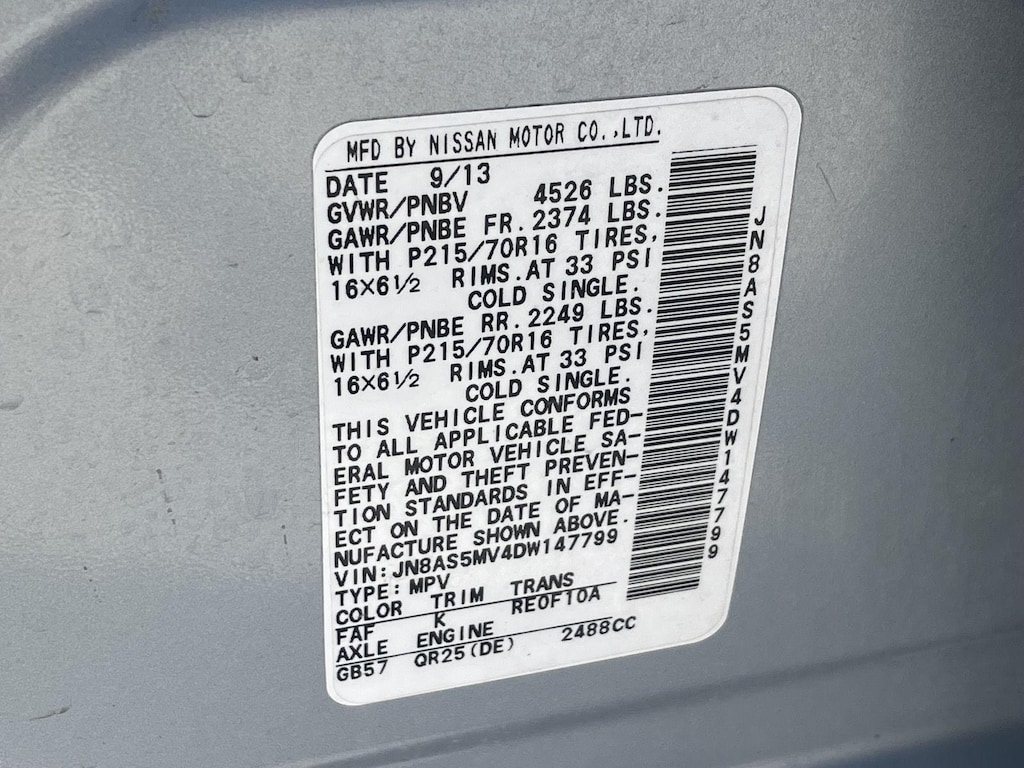 MFD BY NISSAN MOTOR CO.,LTD.
DATE 9/13
GVWR/PNBV 4526 LBS.
GAWR/PNBE FR. 2374 LBS.
WITH P215/70R16 TIRES,
16×6½ RIMS.AT 33 PSI
COLD SINGLE.
GAWR/PNBE RR. 2249 LBS.
WITH P215/70R16 TIRES,
16×6½ RIMS.AT 33 PSI
COLD SINGLE.
THIS VEHICLE CONFORMS
TO ALL APPLICABLE FED-
ERAL MOTOR VEHICLE SA-
FETY AND THEFT PREVEN-
TION STANDARDS IN EFF-
ECT ON THE DATE OF MA-
NUFACTURE SHOWN ABOVE.
VIN:JN8AS5MV4DW147799
TYPE:MPV
COLOR TRIM TRANS
FAF K RE0F10A
AXLE ENGINE
GB57 QR25(DE) 2488CC
JN8AS5MV4DW147799